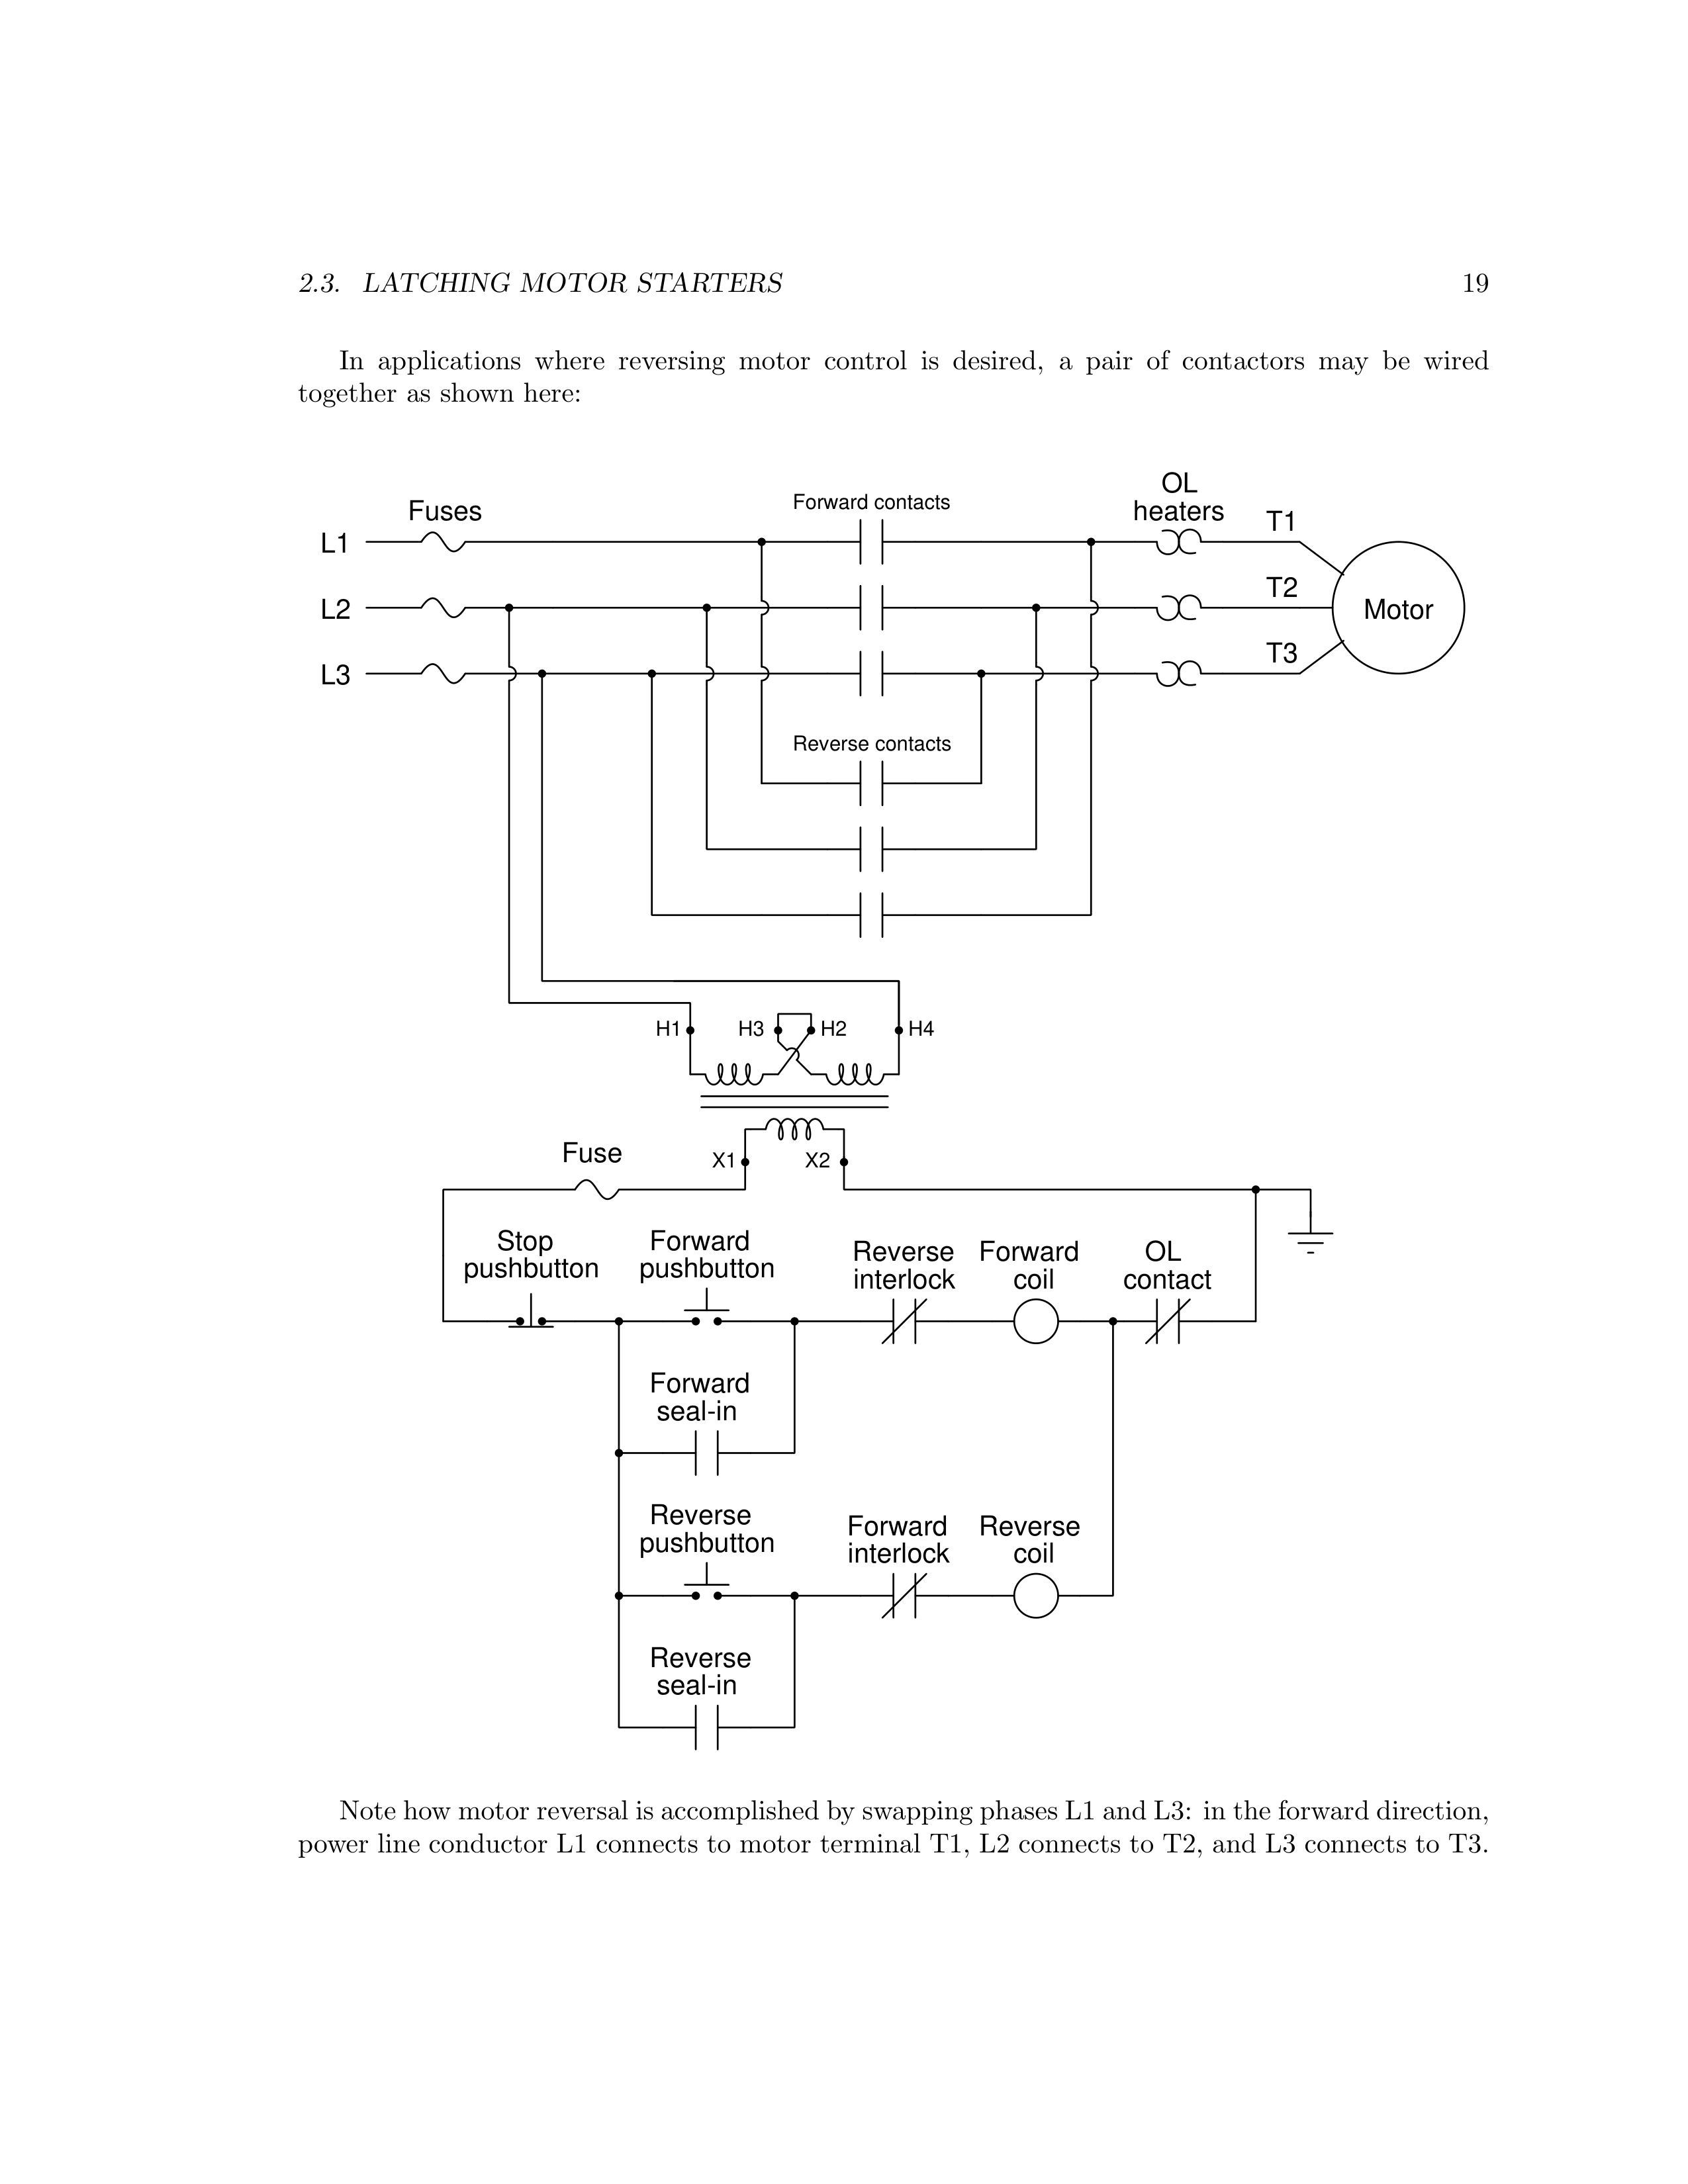 2.3. LATCHING MOTOR STARTERS 19
In applications where reversing motor control is desired, a pair of contactors may be wired
together as shown here:
Fuses
Forward contacts
OL
heaters
L1
T1
L2
T2
Motor
L3
T3
Reverse contacts
H1 H3 H2 H4
X1 X2
Fuse
Stop
pushbutton
Forward
pushbutton
Reverse
interlock
Forward
coil
OL
contact
Forward
seal-in
Reverse
pushbutton
Forward
interlock
Reverse
coil
Reverse
seal-in
Note how motor reversal is accomplished by swapping phases L1 and L3: in the forward direction,
power line conductor L1 connects to motor terminal T1, L2 connects to T2, and L3 connects to T3.